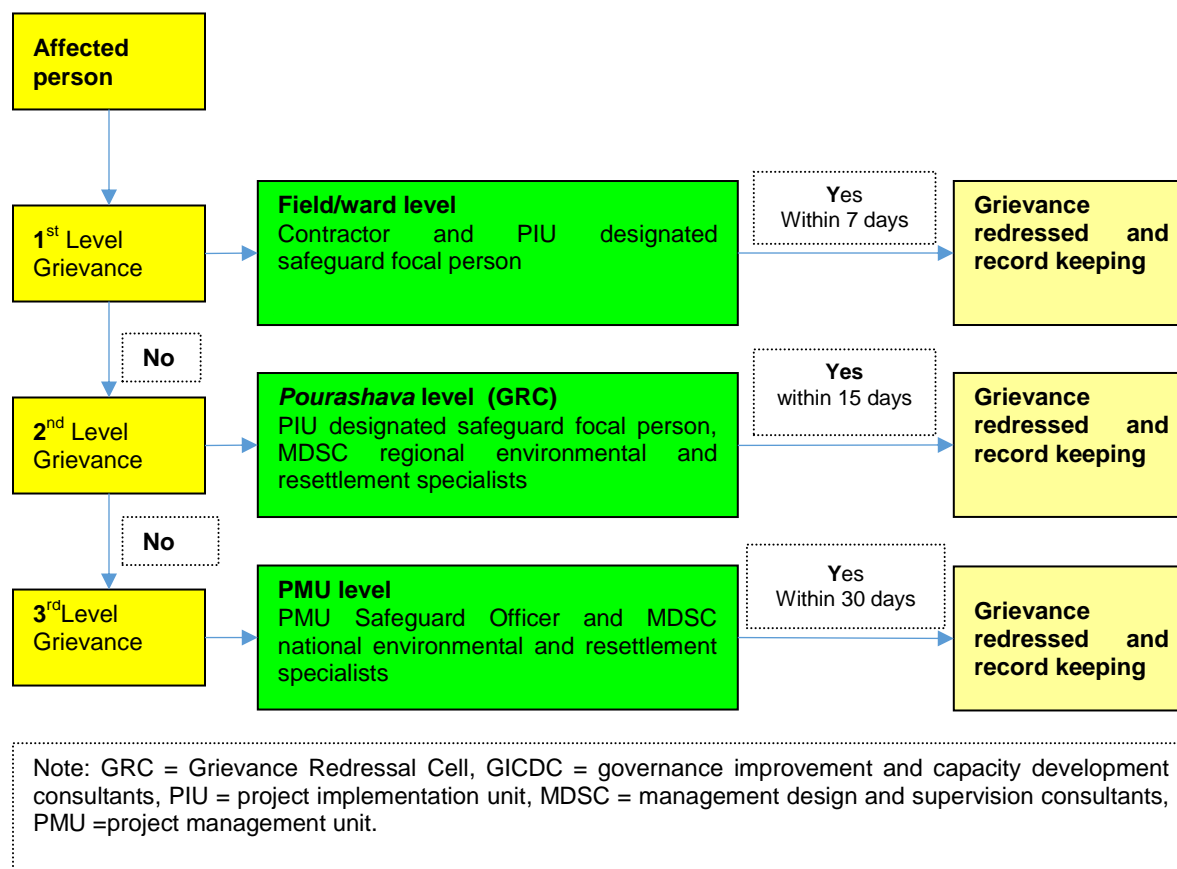 Affected
person
1st Level
Grievance
Field/ward level
Contractor and PIU designated
safeguard focal person
Yes
Within 7 days
Grievance
redressed and
record keeping
No
2nd Level
Grievance
Pourashava level (GRC)
PIU designated safeguard focal person,
MDSC regional environmental and
resettlement specialists
Yes
within 15 days
Grievance
redressed and
record keeping
No
3rdLevel
Grievance
PMU level
PMU Safeguard Officer and MDSC
national environmental and resettlement
specialists
Yes
Within 30 days
Grievance
redressed and
record keeping
Note: GRC = Grievance Redressal Cell, GICDC = governance improvement and capacity development
consultants, PIU = project implementation unit, MDSC = management design and supervision consultants,
PMU =project management unit.